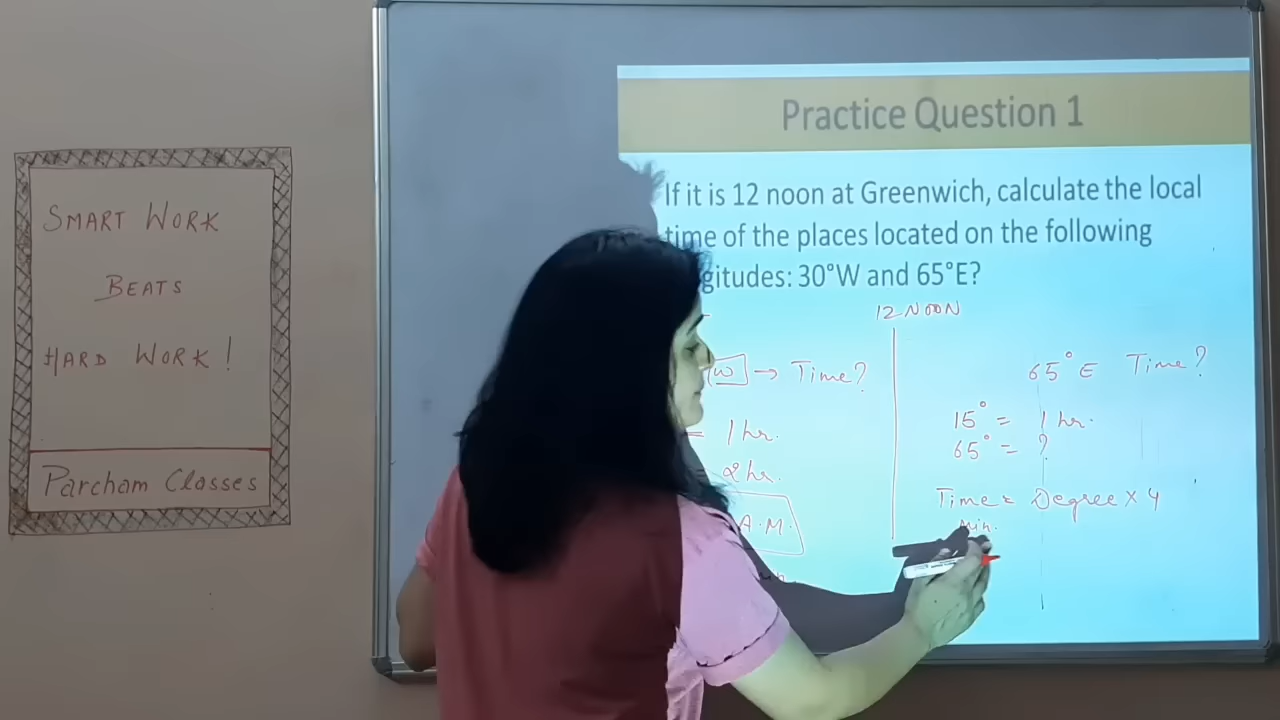 SMART WORK
BEATS
HARD WORK!
Parcham Classes
Practice Question 1
If it is 12 noon at Greenwich, calculate the local
time of the places located on the following
gitudes: 30°W and 65°E?
12 NOON
(W) → Time?
= 1 hr.
2 hr.
A.M.
65° E Time?
15° = 1 hr.
65° = ?
Time = Degree × 4
Min.